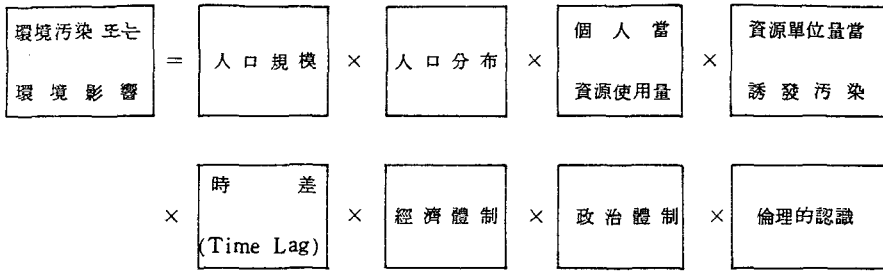 環境汚染 또는
環境影響
=
人口規模
×
人口分布
×
個人當
資源使用量
×
資源單位量當
誘發汚染
×
時差
(Time Lag)
×
經濟體制
×
政治體制
×
倫理的認識